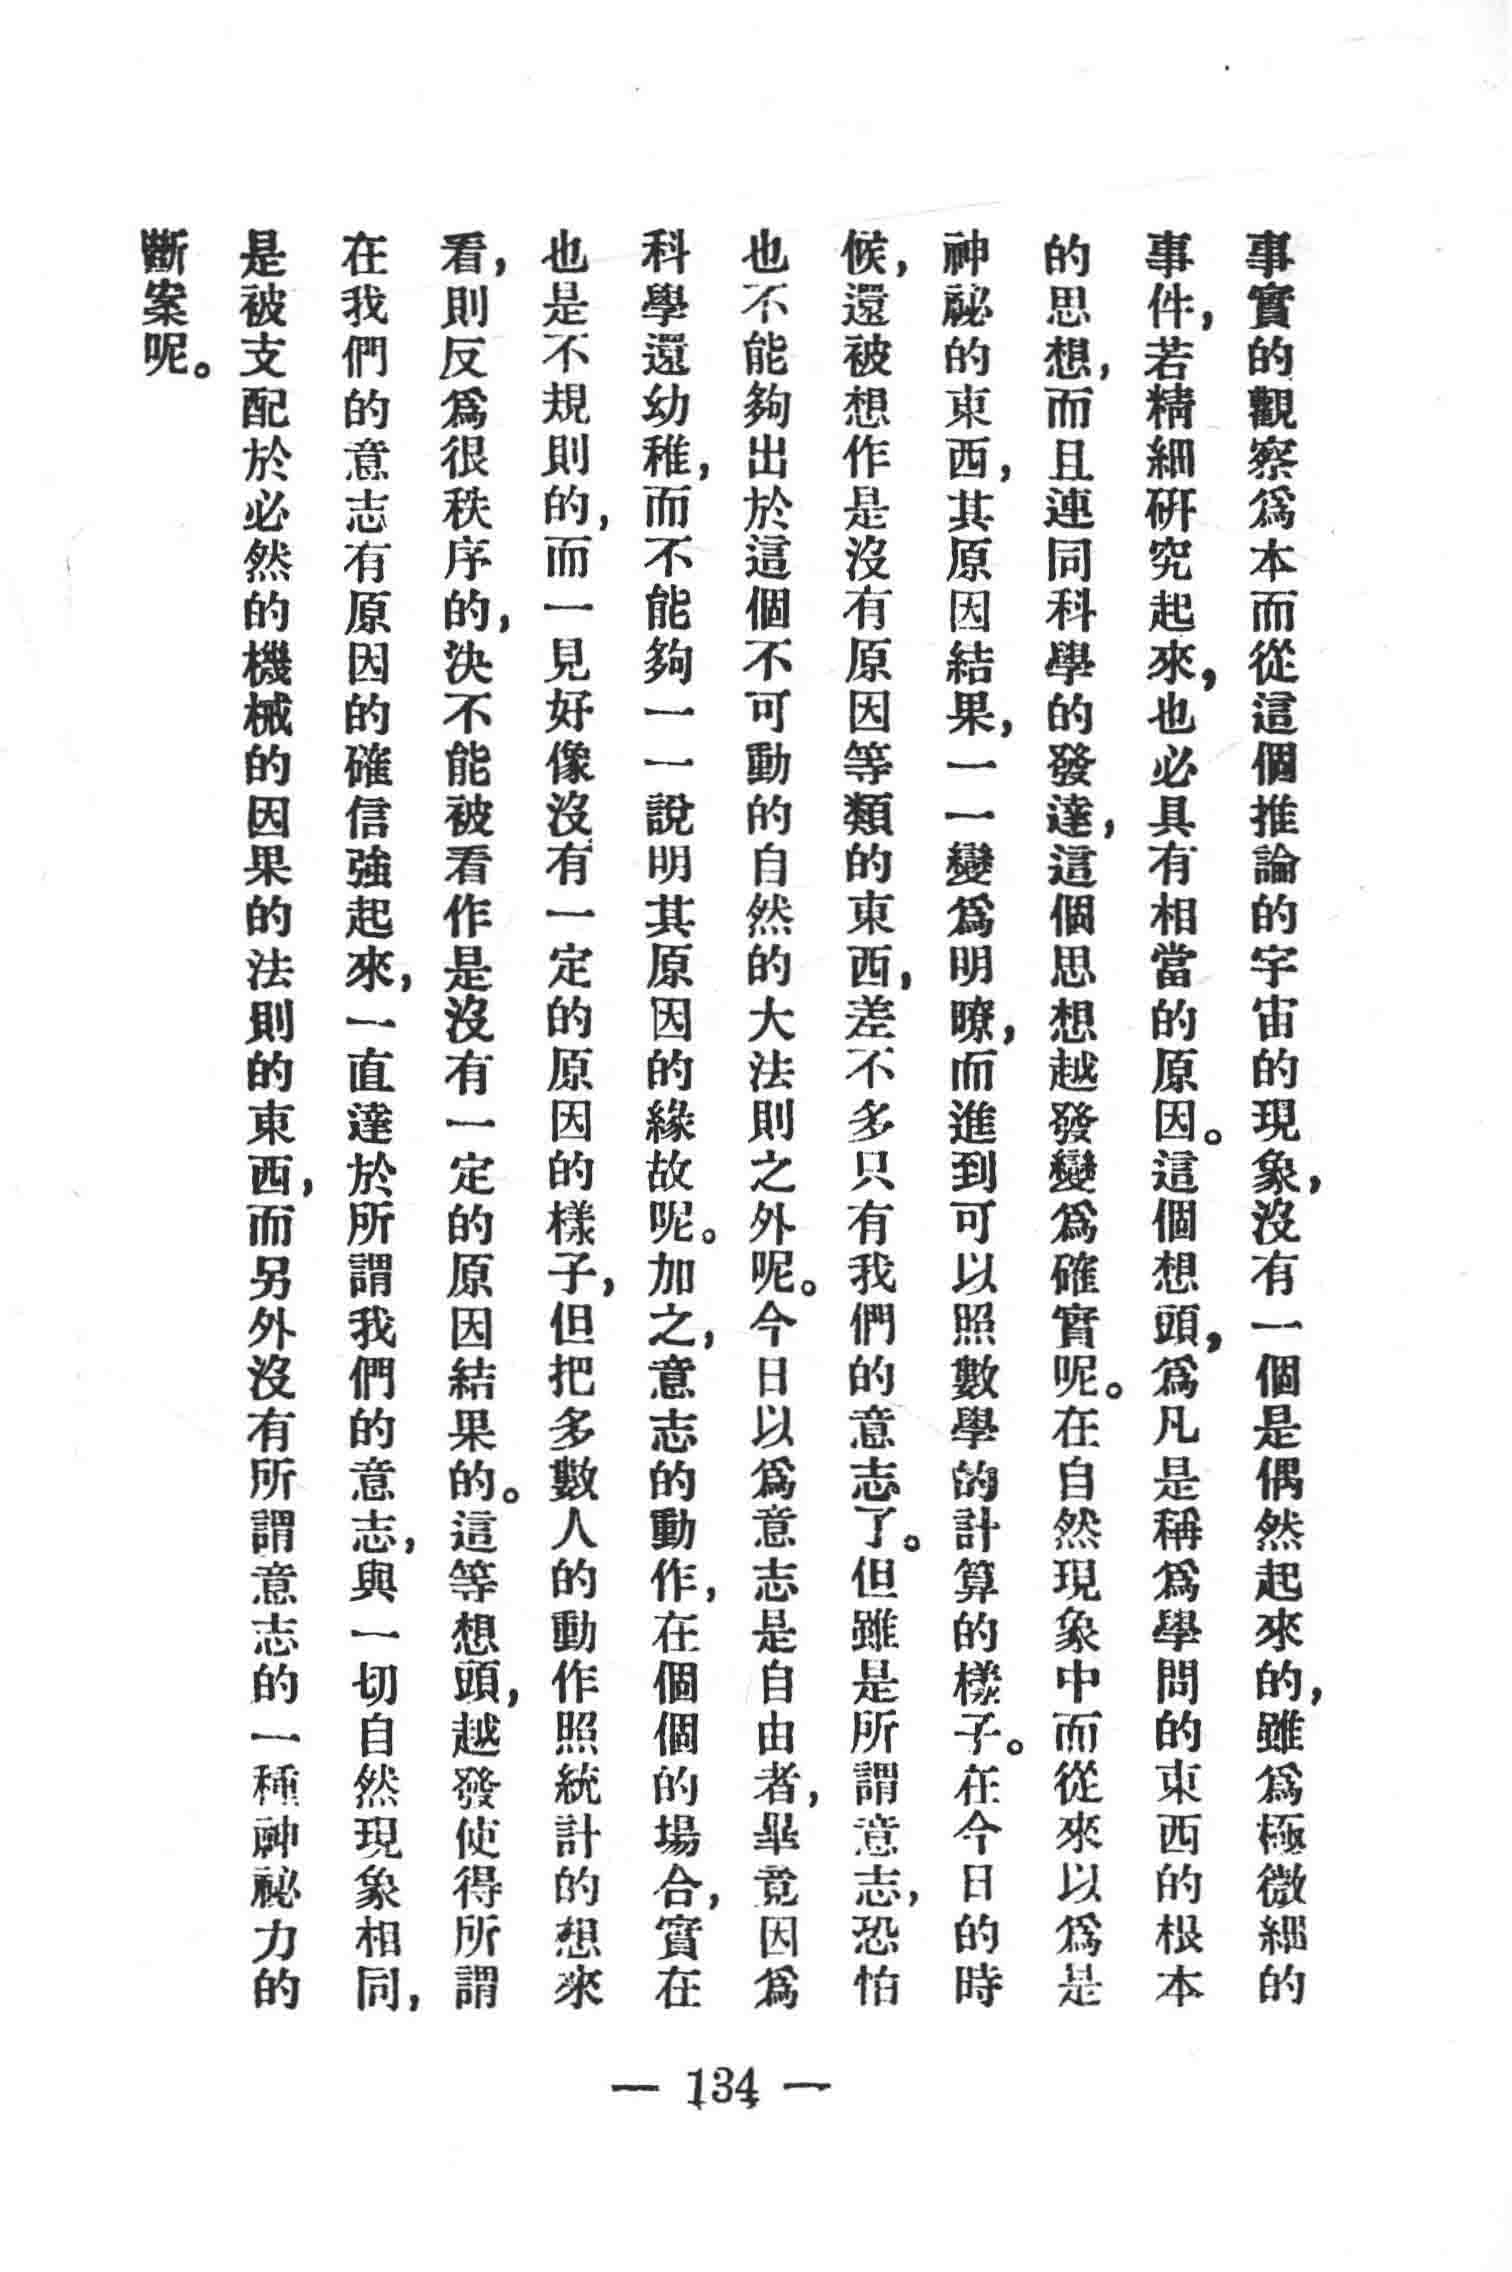 事實的觀察爲本而從這個推論的宇宙的現象，沒有一個是偶然起來的，雖爲極微細的
事件，若精細硏究起來，也必具有相當的原因。這個想頭，爲凡是稱爲學問的東西的根本
的思想，而且連同科學的發達，這個思想越發變爲確實呢。在自然現象中而從來以爲是
神祕的東西，其原因結果，一一變爲明瞭，而進到可以照數學的計算的樣子。在今日的時
候，還被想作是沒有原因等類的東西，差不多只有我們的意志了。但雖是所謂意志，恐怕
也不能夠出於這個不可動的自然的大法則之外呢。今日以爲意志是自由者，畢竟因爲
科學還幼稚，而不能夠一一說明其原因的緣故呢。加之，意志的動作，在個個的場合，實在
也是不規則的，而一見好像沒有一定的原因的樣子，但把多數人的動作照統計的想來
看，則反爲很秩序的，決不能被看作是沒有一定的原因結果的。這等想頭，越發使得所謂
在我們的意志有原因的確信強起來，一直達於所謂我們的意志，與一切自然現象相同，
是被支配於必然的機械的因果的法則的東西，而另外沒有所謂意志的一種神祕力的
斷案呢。
— 134 —